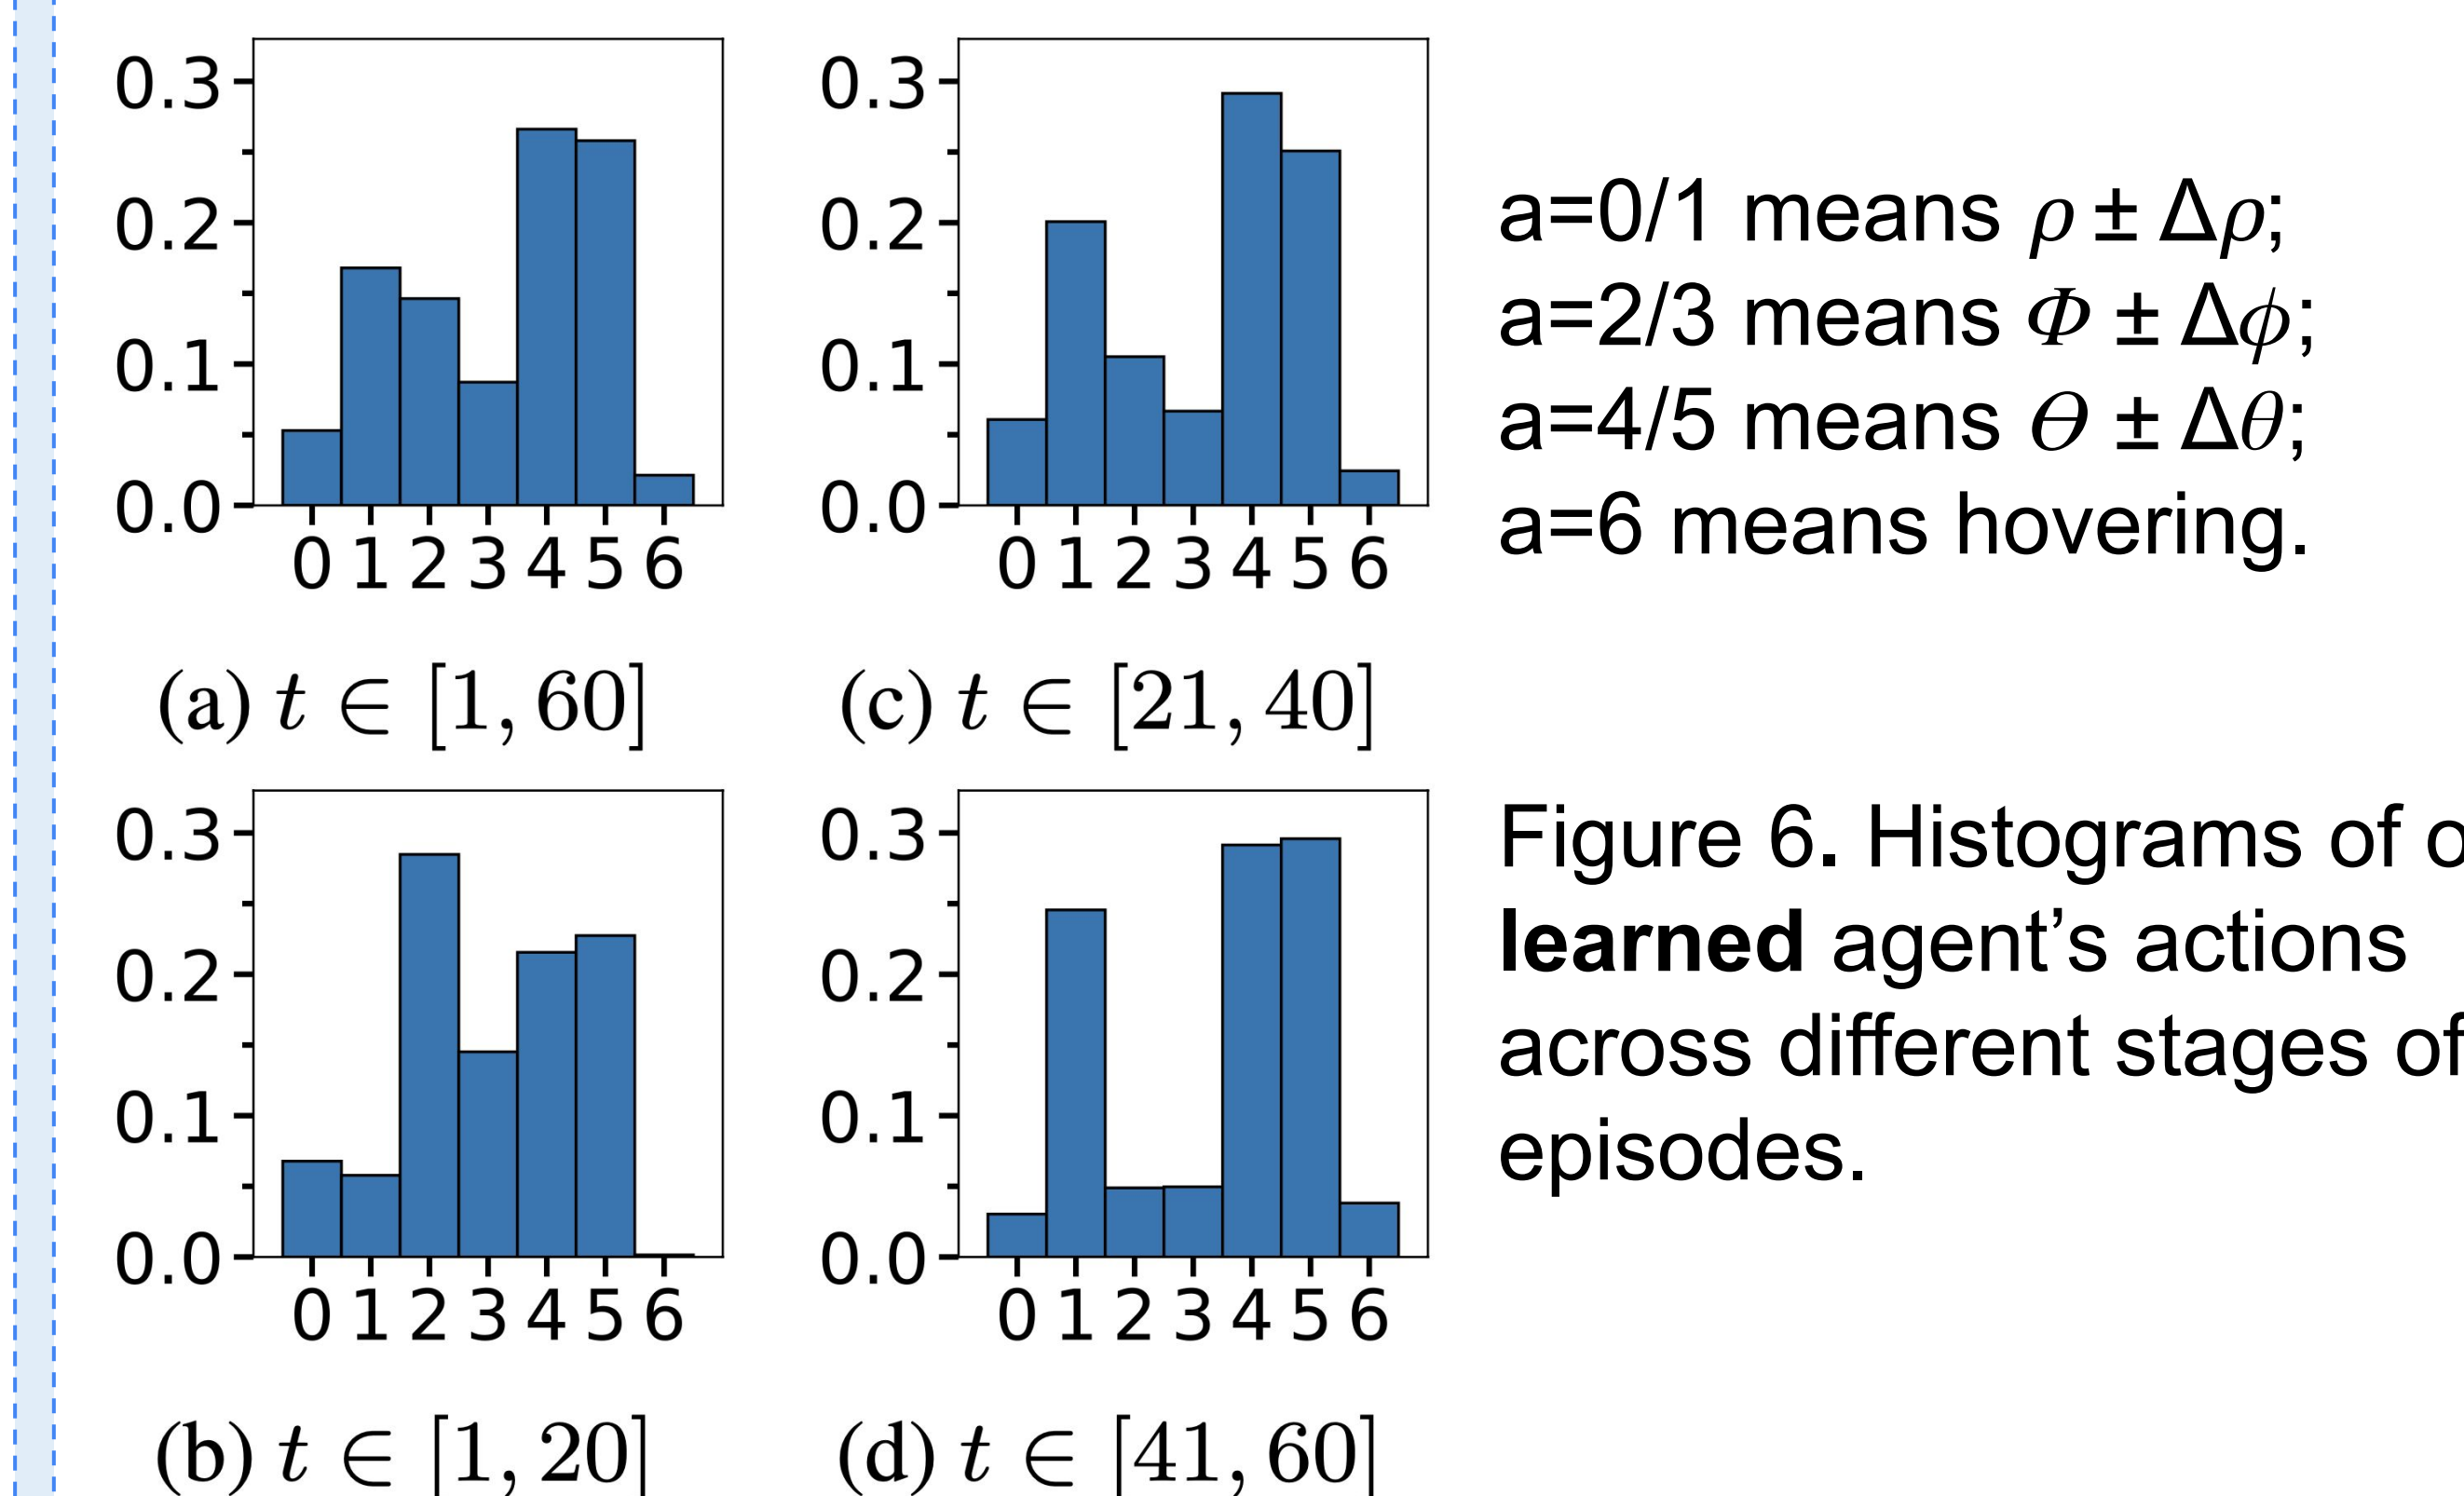 0.3
0.2
0.1
0.0
0 1 2 3 4 5 6
(a) t ∈ [1, 60]
0.3
0.2
0.1
0.0
0 1 2 3 4 5 6
(c) t ∈ [21, 40]
a=0/1 means ρ ± Δρ;
a=2/3 means Φ ± Δϕ;
a=4/5 means Θ ± Δθ;
a=6 means hovering.
0.3
0.2
0.1
0.0
0 1 2 3 4 5 6
(b) t ∈ [1, 20]
0.3
0.2
0.1
0.0
0 1 2 3 4 5 6
(d) t ∈ [41, 60]
Figure 6. Histograms of
learned agent’s actions
across different stages of
episodes.